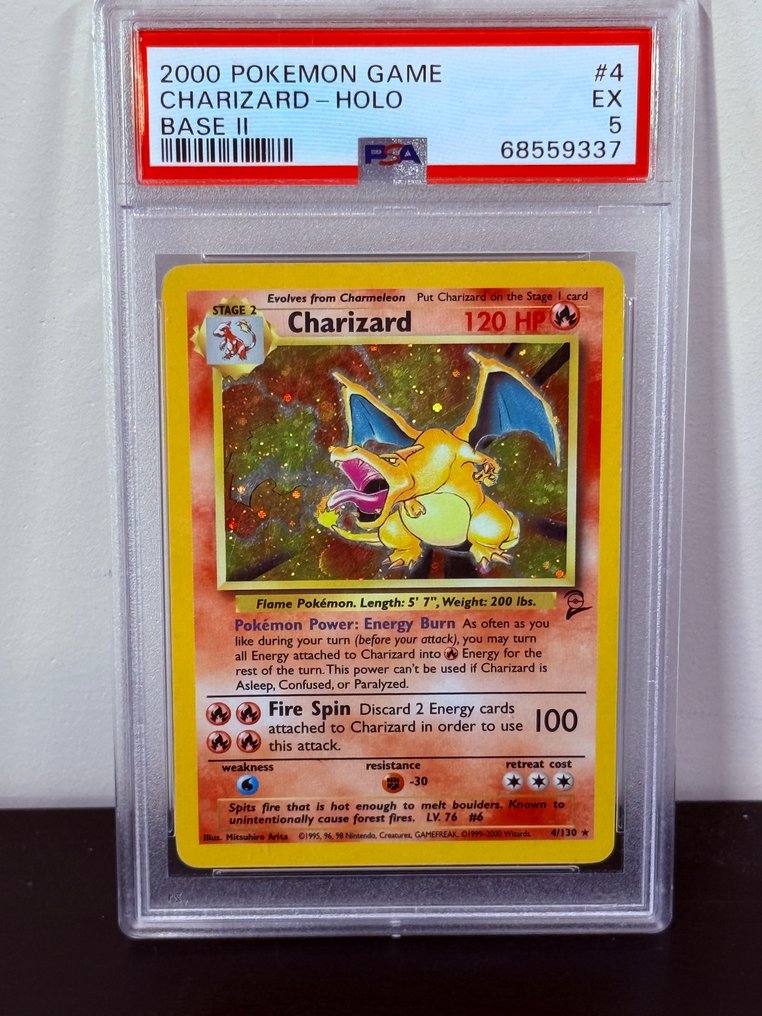 2000 POKEMON GAME #4
CHARIZARD - HOLO EX
BASE II 5
PSA 68559337
Evolves from Charmeleon Put Charizard on the Stage 1 card
STAGE 2
Charizard 120 HP
Flame Pokémon. Length: 5' 7", Weight: 200 lbs.
Pokémon Power: Energy Burn As often as you
like during your turn (before your attack), you may turn
all Energy attached to Charizard into Energy for the
rest of the turn. This power can't be used if Charizard is
Asleep, Confused, or Paralyzed.
Fire Spin Discard 2 Energy cards
attached to Charizard in order to use 100
this attack.
weakness resistance retreat cost
-30
Spits fire that is hot enough to melt boulders. Known to
unintentionally cause forest fires. LV. 76 #6
Illus. Mitsuhiro Arita ©1995, 96, 98 Nintendo, Creatures, GAMEFREAK. ©1999-2000 Wizards. 4/130 ★